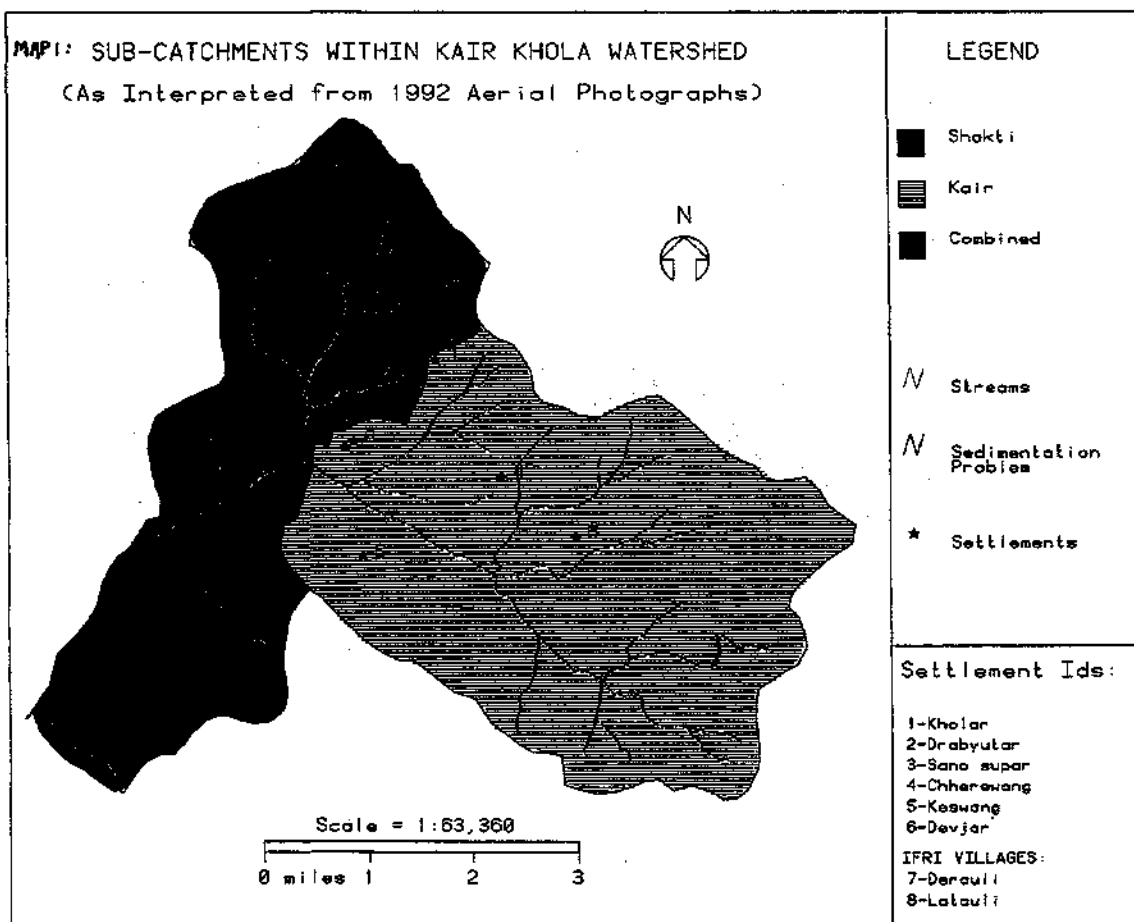 MAP1: SUB-CATCHMENTS WITHIN KAIR KHOLA WATERSHED
(As Interpreted from 1992 Aerial Photographs)
N
Scale = 1:63,360
0 miles 1 2 3
LEGEND
Shakti
Kair
Combined
Streams
Sedimentation
Problem
Settlements
Settlement Ids:
1-Kholar
2-Drabyutar
3-Sano supar
4-Chherewang
5-Keswang
6-Devjar
IFRI VILLAGES:
7-Derauli
8-Latauli